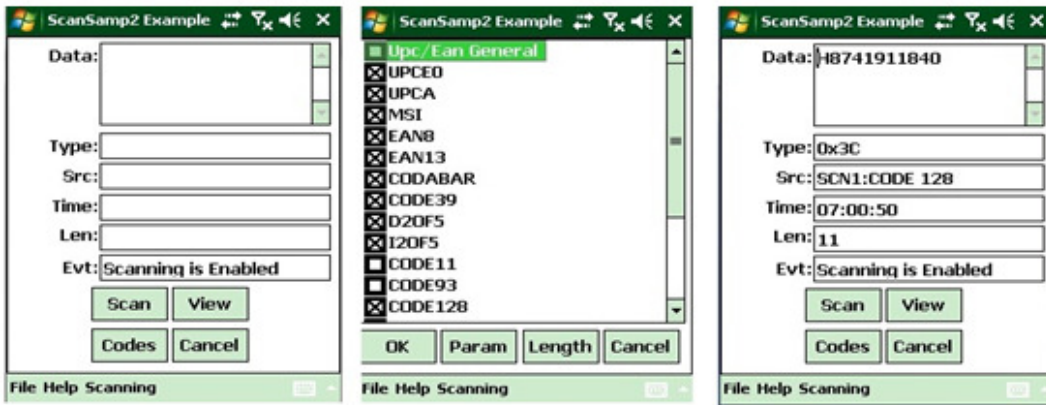 ScanSamp2 Example
Data:
Type:
Src:
Time:
Len:
Evt: Scanning is Enabled
Scan View
Codes Cancel
File Help Scanning
ScanSamp2 Example
Upc/Ean General
UPCE0
UPCA
MSI
EAN8
EAN13
CODABAR
CODE39
D2OF5
I2OF5
CODE11
CODE93
CODE128
OK Param Length Cancel
File Help Scanning
ScanSamp2 Example
Data: H8741911840
Type: 0x3C
Src: SCN1:CODE 128
Time: 07:00:50
Len: 11
Evt: Scanning is Enabled
Scan View
Codes Cancel
File Help Scanning